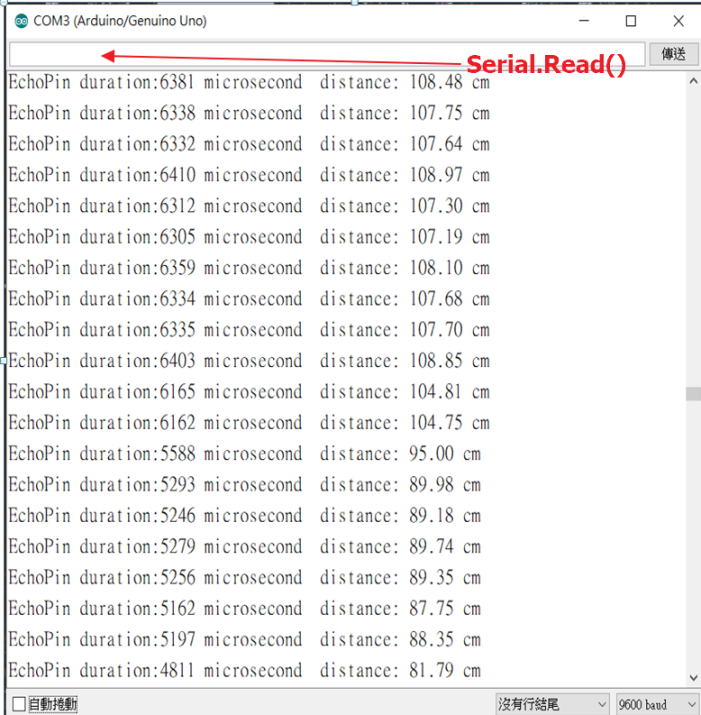 COM3 (Arduino/Genuino Uno)
傳送
Serial.Read()
EchoPin duration:6381 microsecond  distance: 108.48 cm
EchoPin duration:6338 microsecond  distance: 107.75 cm
EchoPin duration:6332 microsecond  distance: 107.64 cm
EchoPin duration:6410 microsecond  distance: 108.97 cm
EchoPin duration:6312 microsecond  distance: 107.30 cm
EchoPin duration:6305 microsecond  distance: 107.19 cm
EchoPin duration:6359 microsecond  distance: 108.10 cm
EchoPin duration:6334 microsecond  distance: 107.68 cm
EchoPin duration:6335 microsecond  distance: 107.70 cm
EchoPin duration:6403 microsecond  distance: 108.85 cm
EchoPin duration:6165 microsecond  distance: 104.81 cm
EchoPin duration:6162 microsecond  distance: 104.75 cm
EchoPin duration:5588 microsecond  distance: 95.00 cm
EchoPin duration:5293 microsecond  distance: 89.98 cm
EchoPin duration:5246 microsecond  distance: 89.18 cm
EchoPin duration:5279 microsecond  distance: 89.74 cm
EchoPin duration:5256 microsecond  distance: 89.35 cm
EchoPin duration:5162 microsecond  distance: 87.75 cm
EchoPin duration:5197 microsecond  distance: 88.35 cm
EchoPin duration:4811 microsecond  distance: 81.79 cm
自動捲動 沒有行結尾 9600 baud